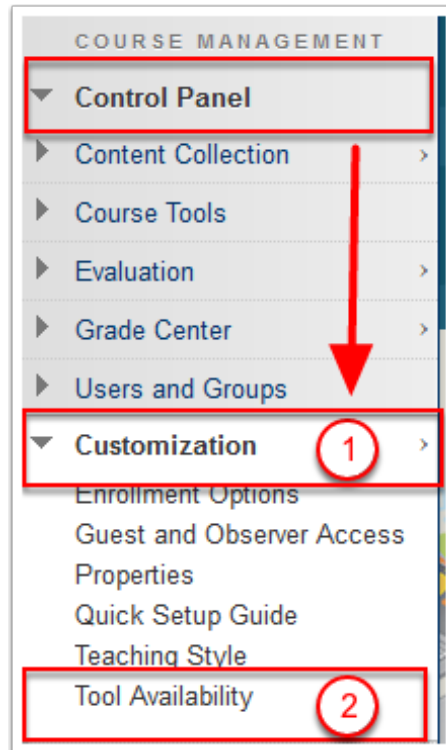 COURSE MANAGEMENT
Control Panel
Content Collection
Course Tools
Evaluation
Grade Center
Users and Groups
Customization 1
Enrollment Options
Guest and Observer Access
Properties
Quick Setup Guide
Teaching Style
Tool Availability 2